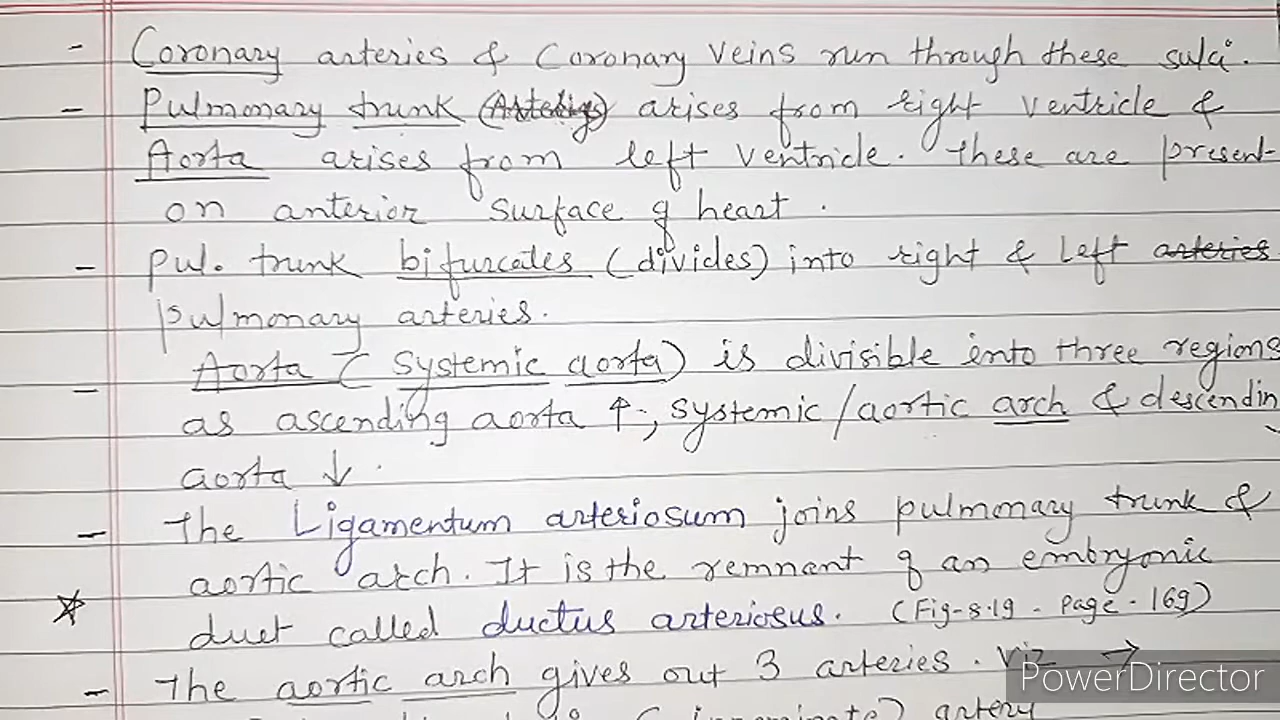 - Coronary arteries & Coronary veins run through these sulci.
- Pulmonary trunk (Arteries) arises from right ventricle &
Aorta arises from left ventricle. These are present
on anterior surface of heart.
- Pul. trunk bifurcates (divides) into right & left arteries
pulmonary arteries.
- Aorta (Systemic aorta) is divisible into three regions
as ascending aorta ↑, systemic/aortic arch & descendin
aorta ↓.
- The Ligamentum arteriosum joins pulmonary trunk &
aortic arch. It is the remnant of an embryonic
☆ duct called ductus arteriosus. (Fig-8.19 - Page - 169)
- The aortic arch gives out 3 arteries. Viz →
(innominate) artery
PowerDirector